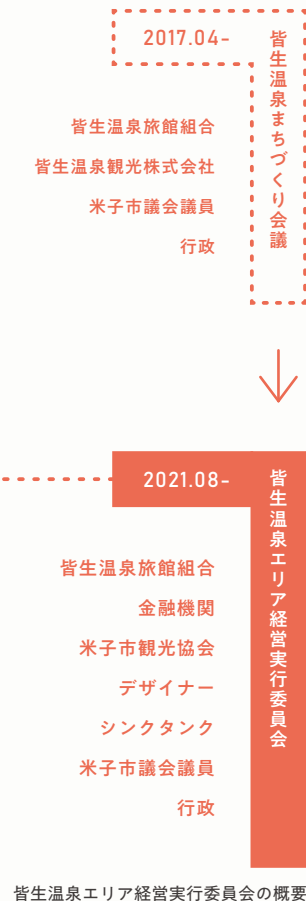 2017.04-
皆生温泉まちづくり会議
皆生温泉旅館組合
皆生温泉観光株式会社
米子市議会議員
行政
2021.08-
皆生温泉エリア経営実行委員会
皆生温泉旅館組合
金融機関
米子市観光協会
デザイナー
シンクタンク
米子市議会議員
行政
皆生温泉エリア経営実行委員会の概要